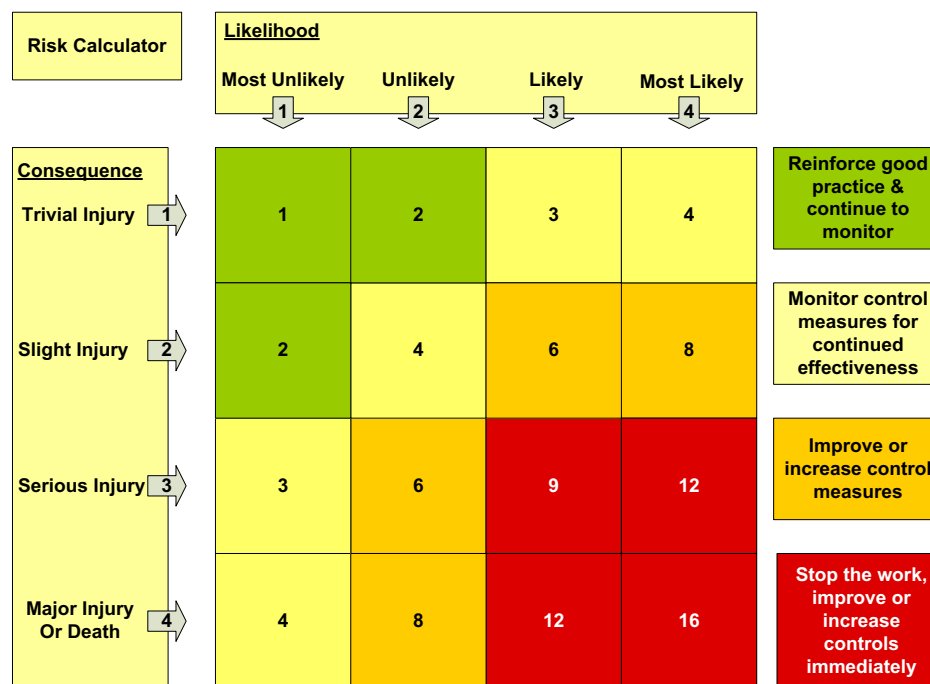 Risk Calculator
Likelihood
Most Unlikely Unlikely Likely Most Likely
1 2 3 4
Consequence
Trivial Injury 1
1 2 3 4
Reinforce good
practice &
continue to
monitor
Slight Injury 2
2 4 6 8
Monitor control
measures for
continued
effectiveness
Serious Injury 3
3 6 9 12
Improve or
increase control
measures
Major Injury
Or Death 4
4 8 12 16
Stop the work,
improve or
increase
controls
immediately